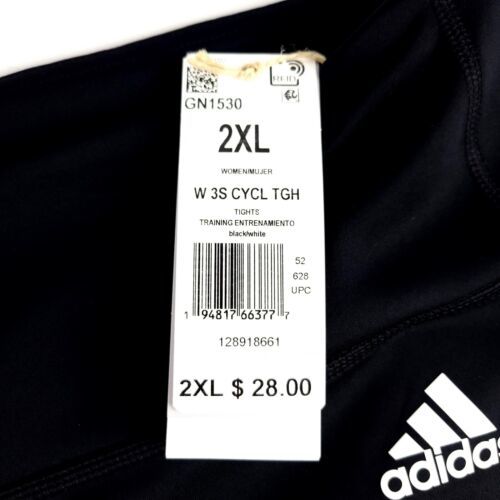 RFID
GN1530
2XL
WOMEN/MUJER
W 3S CYCL TGH
TIGHTS
TRAINING ENTRENAMIENTO
black/white
52
628
UPC
1 94817 66377 7
128918661
2XL $ 28.00
adidas